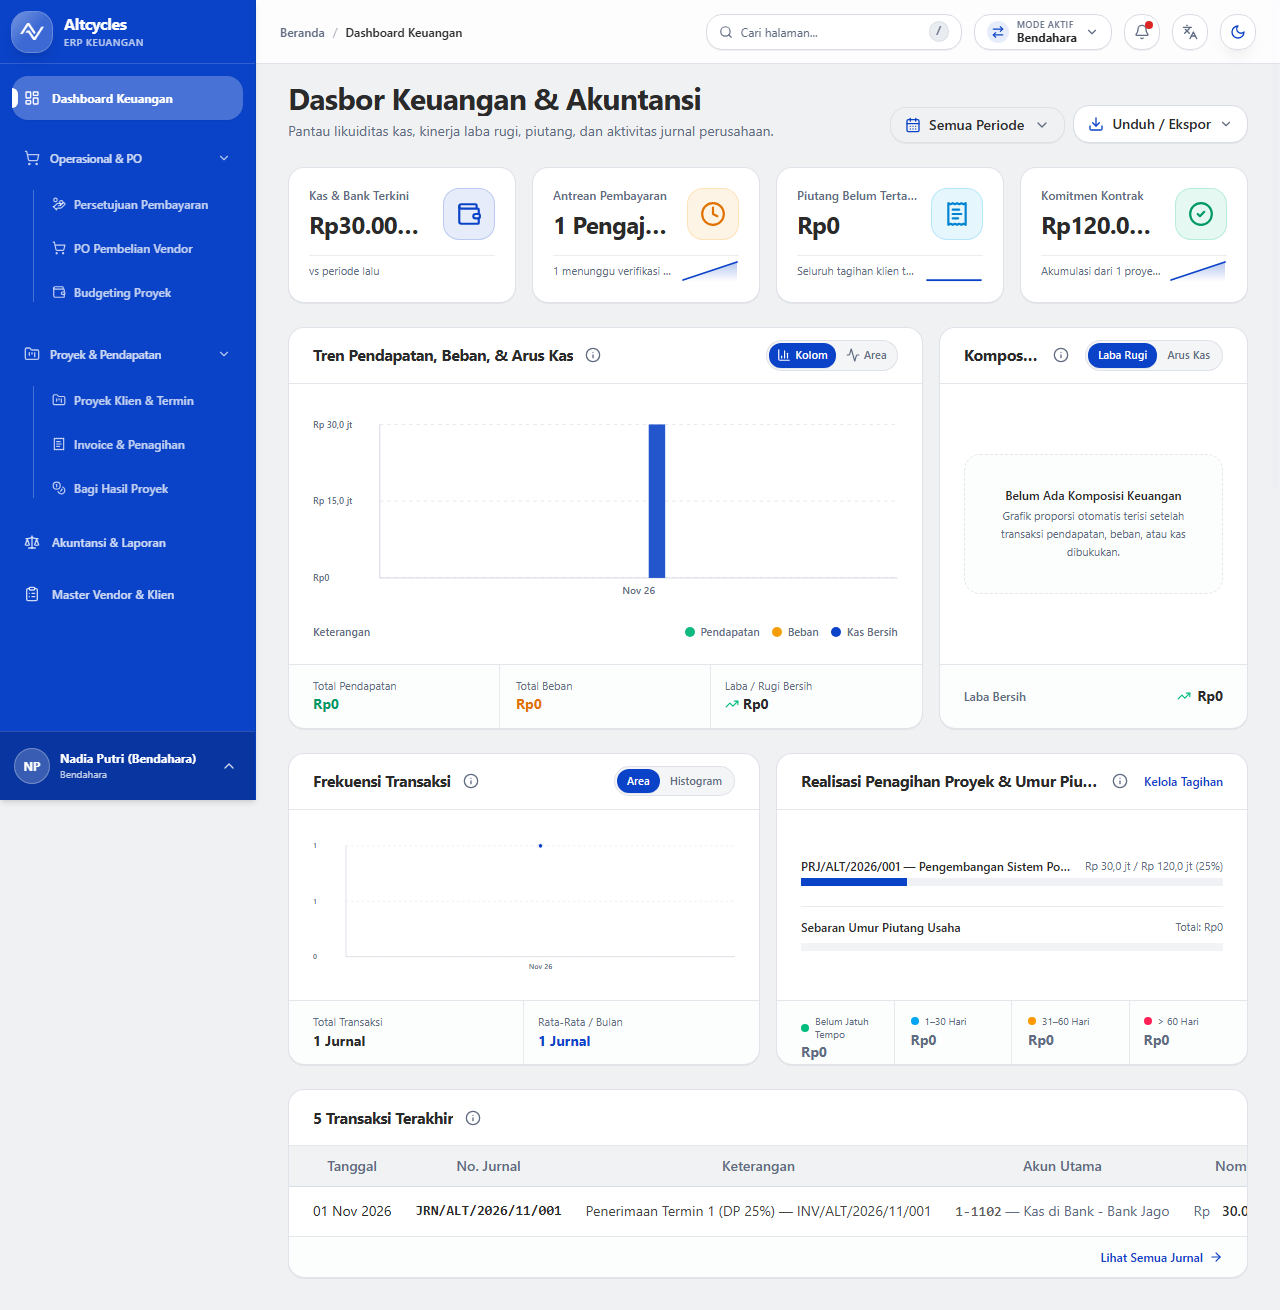 Altcycles
ERP KEUANGAN
Dashboard Keuangan
Operasional & PO
Persetujuan Pembayaran
PO Pembelian Vendor
Budgeting Proyek
Proyek & Pendapatan
Proyek Klien & Termin
Invoice & Penagihan
Bagi Hasil Proyek
Akuntansi & Laporan
Master Vendor & Klien
NP
Nadia Putri (Bendahara)
Bendahara
Beranda / Dashboard Keuangan
Cari halaman... /
MODE AKTIF
Bendahara
Dasbor Keuangan & Akuntansi
Pantau likuiditas kas, kinerja laba rugi, piutang, dan aktivitas jurnal perusahaan.
Semua Periode
Unduh / Ekspor
Kas & Bank Terkini
Rp30.00...
vs periode lalu
Antrean Pembayaran
1 Pengaj...
1 menunggu verifikasi ...
Piutang Belum Terta...
Rp0
Seluruh tagihan klien t...
Komitmen Kontrak
Rp120.0...
Akumulasi dari 1 proye...
Tren Pendapatan, Beban, & Arus Kas
Kolom
Area
Rp 30,0 jt
Rp 15,0 jt
Rp0
Nov 26
Keterangan
Pendapatan
Beban
Kas Bersih
Total Pendapatan
Rp0
Total Beban
Rp0
Laba / Rugi Bersih
Rp0
Kompos...
Laba Rugi
Arus Kas
Belum Ada Komposisi Keuangan
Grafik proporsi otomatis terisi setelah
transaksi pendapatan, beban, atau kas
dibukukan.
Laba Bersih
Rp0
Frekuensi Transaksi
Area
Histogram
1
1
0
Nov 26
Total Transaksi
1 Jurnal
Rata-Rata / Bulan
1 Jurnal
Realisasi Penagihan Proyek & Umur Piu...
Kelola Tagihan
PRJ/ALT/2026/001 — Pengembangan Sistem Po...
Rp 30,0 jt / Rp 120,0 jt (25%)
Sebaran Umur Piutang Usaha
Total: Rp0
Belum Jatuh
Tempo
Rp0
1–30 Hari
Rp0
31–60 Hari
Rp0
> 60 Hari
Rp0
5 Transaksi Terakhir
Tanggal No. Jurnal Keterangan Akun Utama Nom
01 Nov 2026 JRN/ALT/2026/11/001 Penerimaan Termin 1 (DP 25%) — INV/ALT/2026/11/001 1-1102 — Kas di Bank - Bank Jago Rp 30.0
Lihat Semua Jurnal